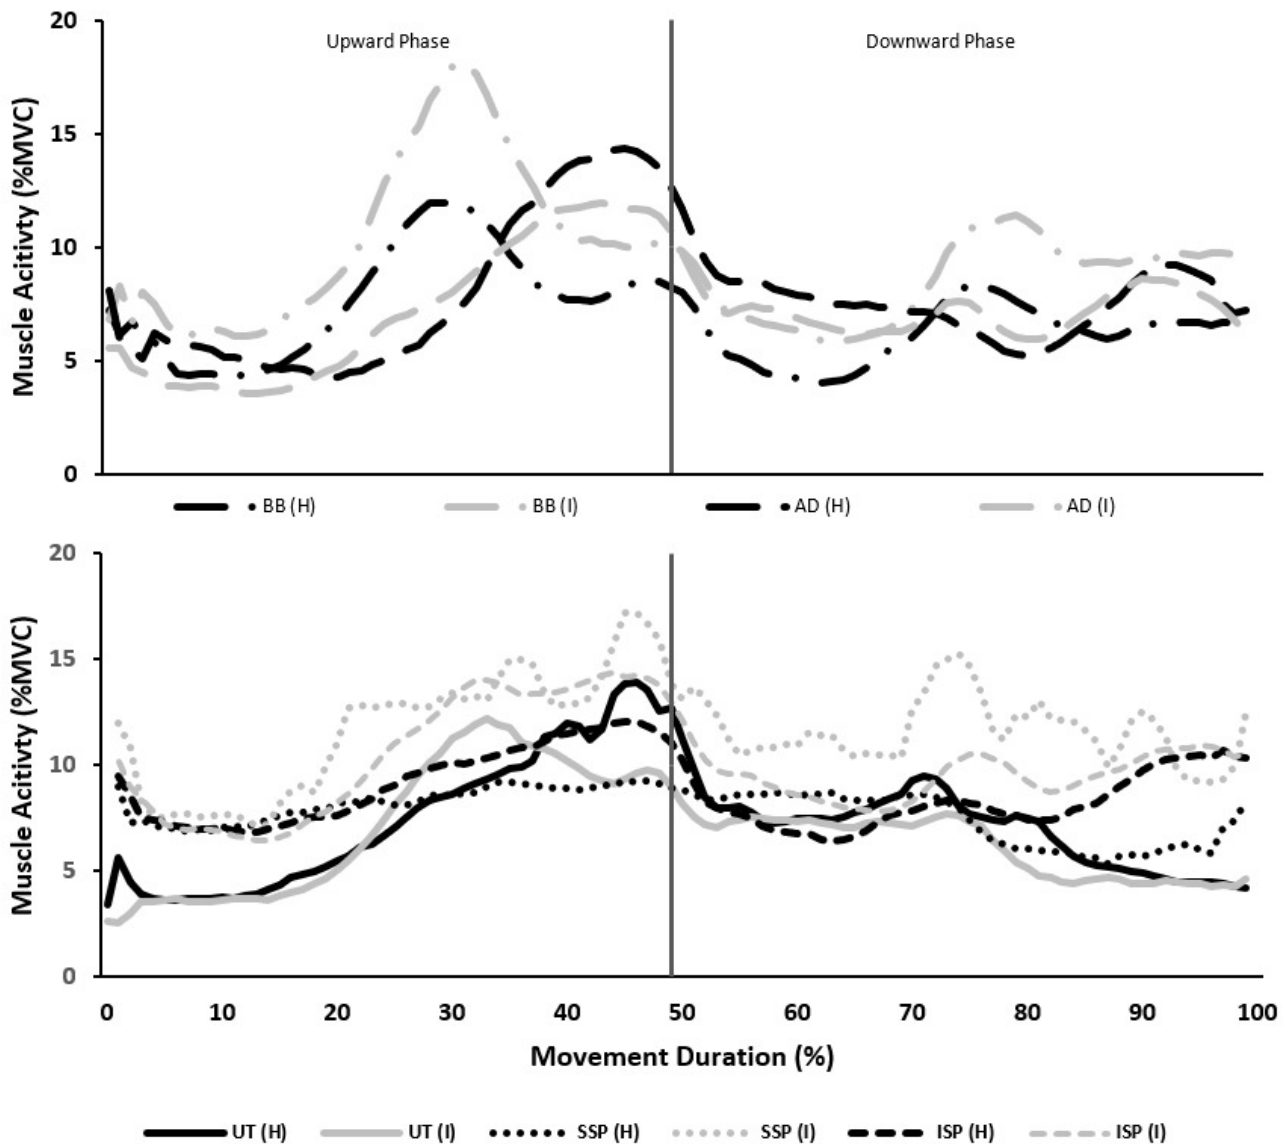 20
Upward Phase
Downward Phase
15
10
5
0
Muscle Acitivty (%MVC)
BB (H)
BB (I)
AD (H)
AD (I)
20
15
10
5
0
Muscle Acitivty (%MVC)
0 10 20 30 40 50 60 70 80 90 100
Movement Duration (%)
UT (H)
UT (I)
SSP (H)
SSP (I)
ISP (H)
ISP (I)